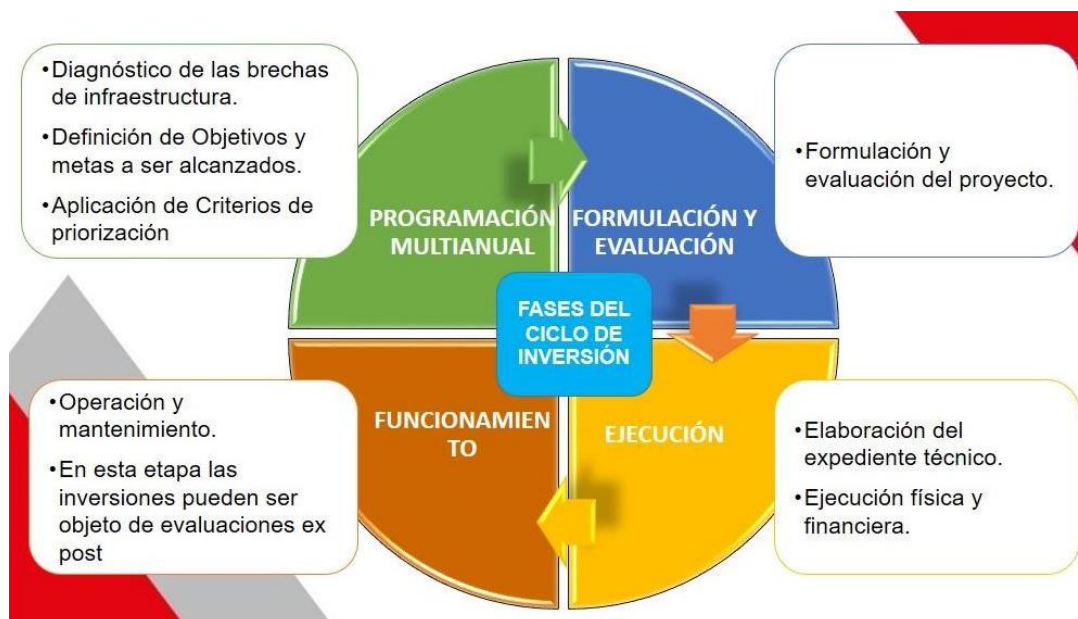 •Diagnóstico de las brechas
de infraestructura.
•Definición de Objetivos y
metas a ser alcanzados.
•Aplicación de Criterios de
priorización
PROGRAMACIÓN
MULTIANUAL
FORMULACIÓN Y
EVALUACIÓN
•Formulación y
evaluación del proyecto.
FASES DEL
CICLO DE
INVERSIÓN
•Operación y
mantenimiento.
•En esta etapa las
inversiones pueden ser
objeto de evaluaciones ex
post
FUNCIONAMIEN
TO
EJECUCIÓN
•Elaboración del
expediente técnico.
•Ejecución física y
financiera.